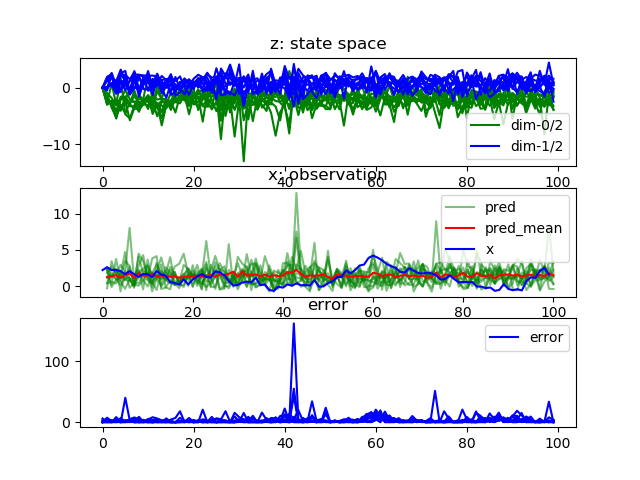 z: state space
0
−10
dim-0/2
dim-1/2
0 20 40 60 80 100
x: observation
10
5
0
pred
pred_mean
x
0 20 40 60 80 100
error
100
0
error
0 20 40 60 80 100